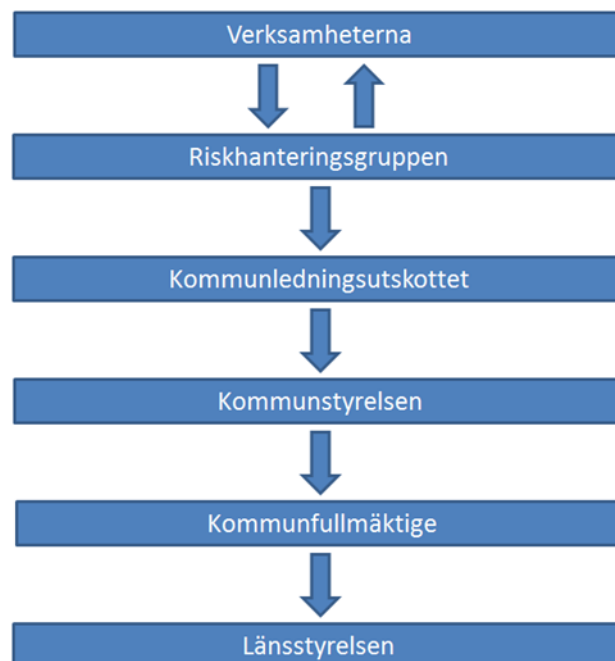 Verksamheterna
Riskhanteringsgruppen
Kommunledningsutskottet
Kommunstyrelsen
Kommunfullmäktige
Länsstyrelsen